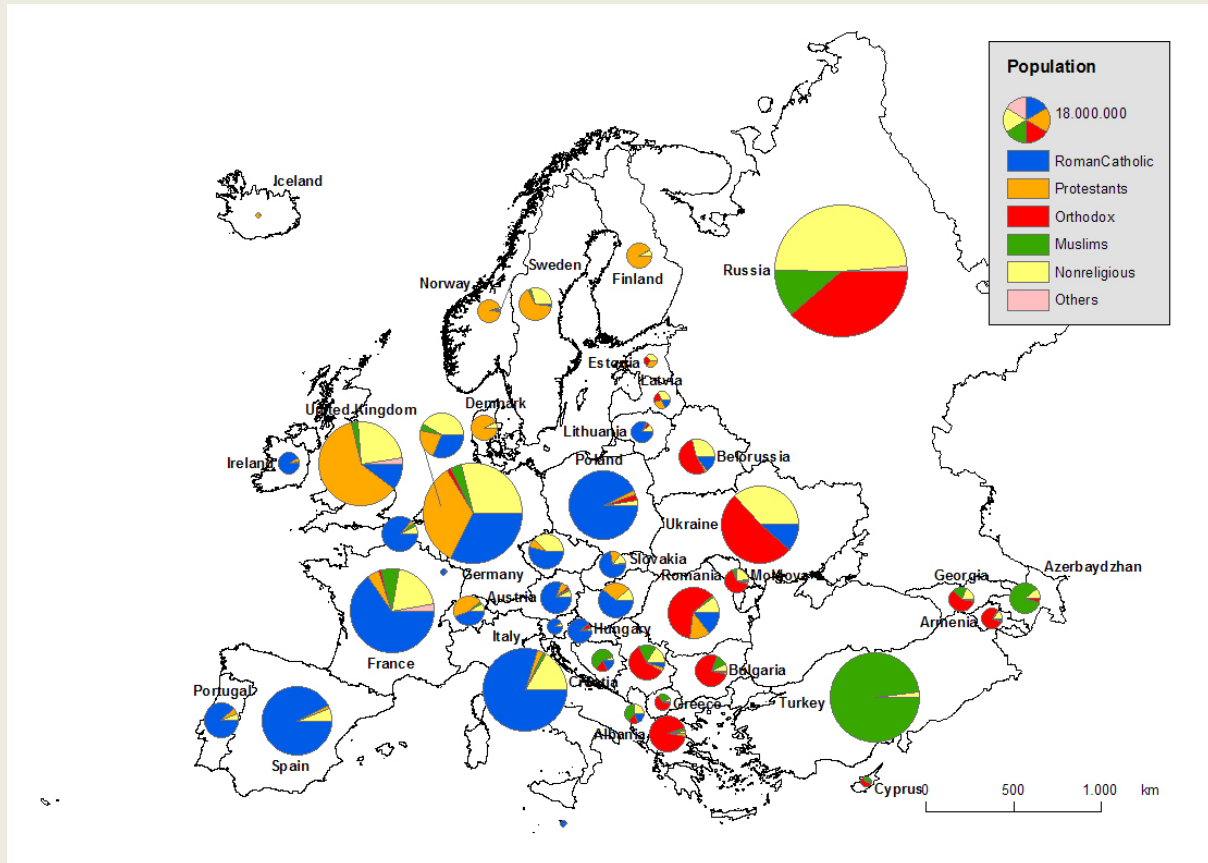 Population
18.000.000
RomanCatholic
Protestants
Orthodox
Muslims
Nonreligious
Others
Iceland
Norway
Sweden
Finland
Russia
Estonia
Latvia
United Kingdom
Denmark
Lithuania
Ireland
Poland
Belorussia
Ukraine
Slovakia
Germany
Romania
Moldova
Georgia
Azerbaydzhan
Austria
Armenia
Hungary
Italy
France
Croatia
Bulgaria
Portugal
Greece
Turkey
Albania
Spain
Cyprus
0 500 1.000 km